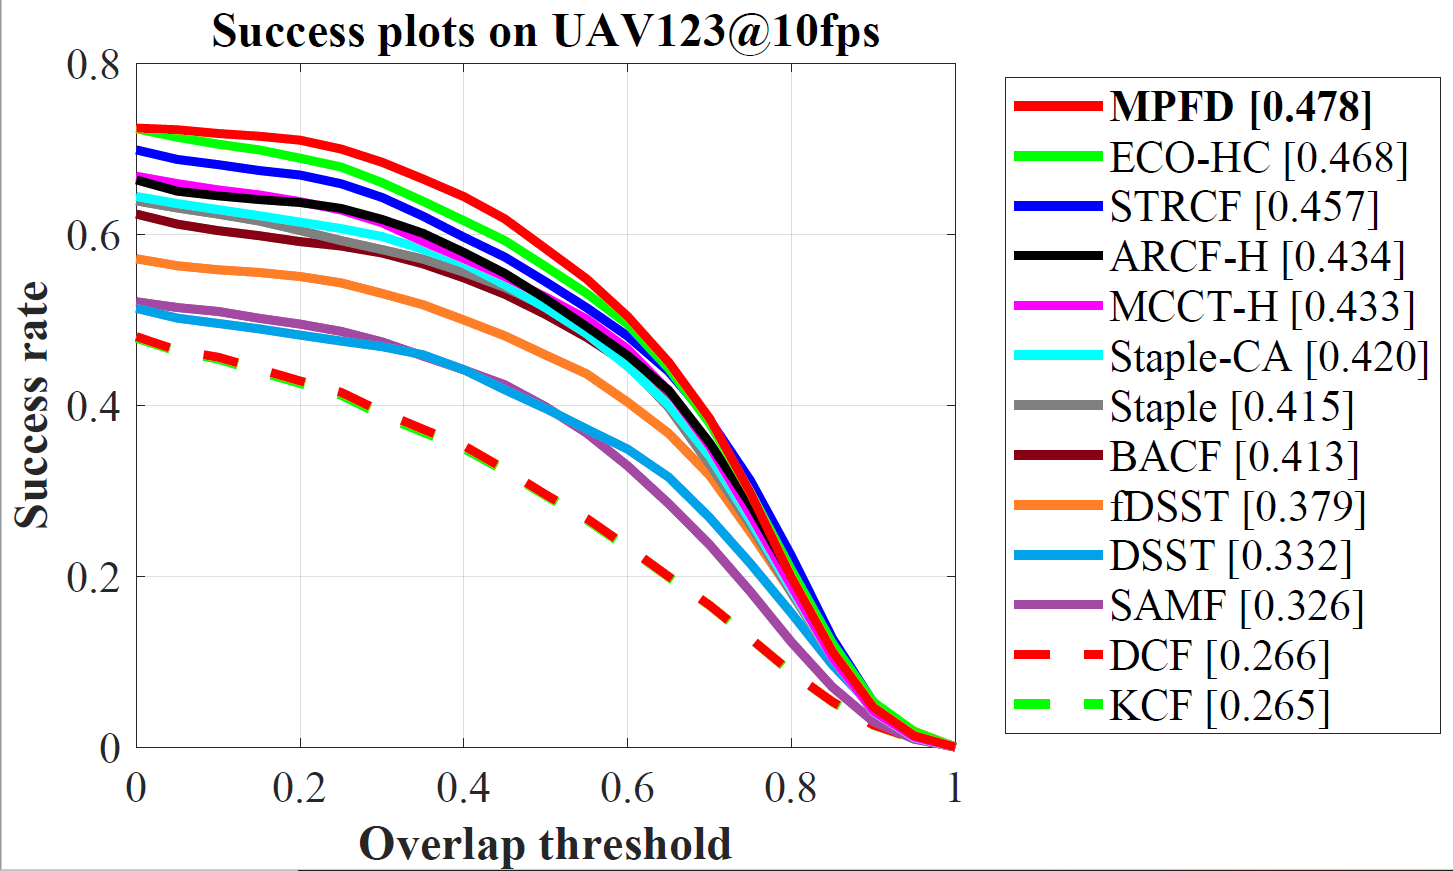 Success plots on UAV123@10fps
0.8
0.6
0.4
0.2
0
0
0.2
0.4
0.6
0.8
1
Success rate
Overlap threshold
MPFD [0.478]
ECO-HC [0.468]
STRCF [0.457]
ARCF-H [0.434]
MCCT-H [0.433]
Staple-CA [0.420]
Staple [0.415]
BACF [0.413]
fDSST [0.379]
DSST [0.332]
SAMF [0.326]
DCF [0.266]
KCF [0.265]